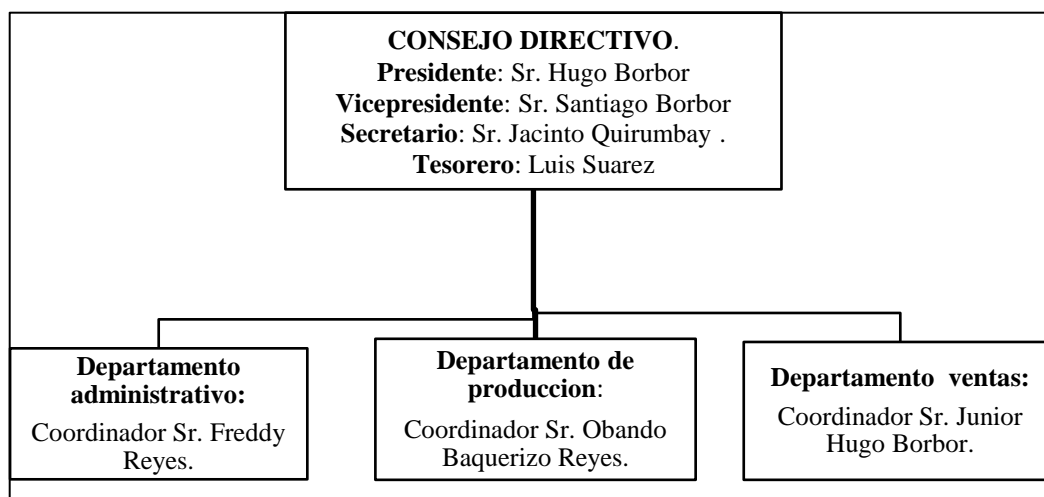 CONSEJO DIRECTIVO.
Presidente: Sr. Hugo Borbor
Vicepresidente: Sr. Santiago Borbor
Secretario: Sr. Jacinto Quirumbay .
Tesorero: Luis Suarez
Departamento
administrativo:
Coordinador Sr. Freddy
Reyes.
Departamento de
produccion:
Coordinador Sr. Obando
Baquerizo Reyes.
Departamento  ventas:
Coordinador Sr. Junior
Hugo Borbor.